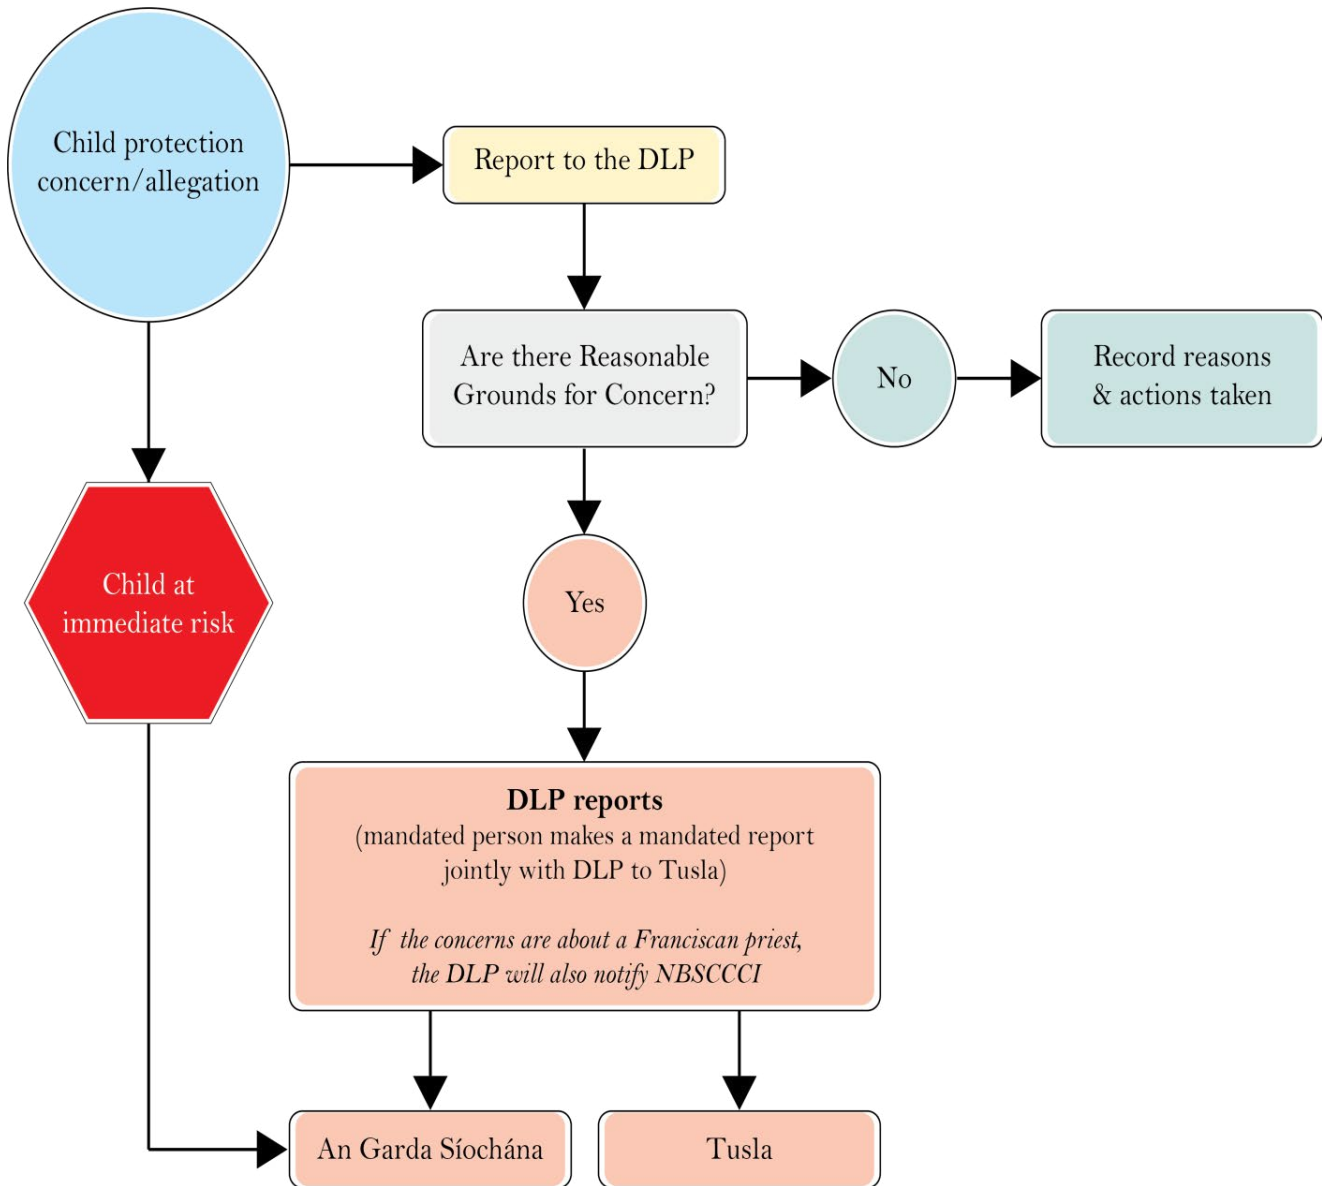 Child protection
concern/allegation
Report to the DLP
Are there Reasonable
Grounds for Concern?
No
Record reasons
& actions taken
Child at
immediate risk
Yes
DLP reports
(mandated person makes a mandated report
jointly with DLP to Tusla)
If the concerns are about a Franciscan priest,
the DLP will also notify NBSCCCI
An Garda Síochána
Tusla